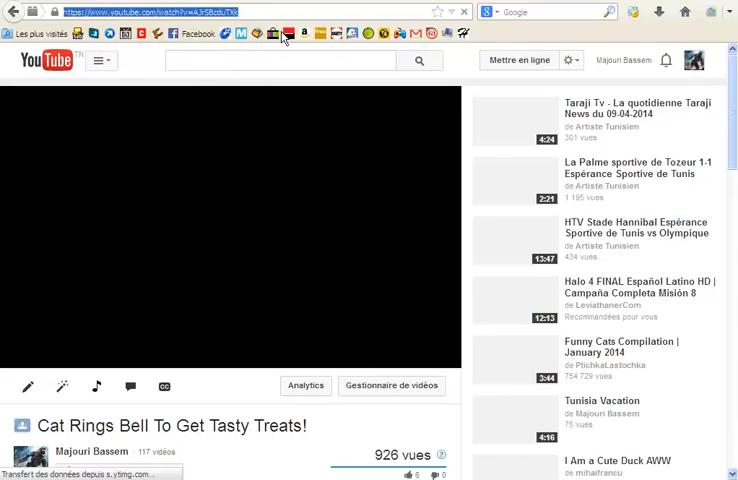 https://www.youtube.com/watch?v=AJrSBcduTXk
Google
Les plus visités
Facebook
YouTube TN
Mettre en ligne
Majouri Bassem
Taraji Tv - La quotidienne Taraji
News du 09-04-2014
de Artiste Tunisien
301 vues
4:24
La Palme sportive de Tozeur 1-1
Espérance Sportive de Tunis
de Artiste Tunisien
1 195 vues
2:21
HTV Stade Hannibal Espérance
Sportive de Tunis vs Olympique
de Artiste Tunisien
434 vues
13:47
Halo 4 FINAL Español Latino HD |
Campaña Completa Misión 8
de LeviathanerCom
Recommandées pour vous
12:13
Funny Cats Compilation |
January 2014
de PtichkaLastochka
754 729 vues
3:44
Tunisia Vacation
de Majouri Bassem
75 vues
4:16
I Am a Cute Duck AWW
de mihaifrancu
Analytics
Gestionnaire de vidéos
Cat Rings Bell To Get Tasty Treats!
Majouri Bassem · 117 vidéos
926 vues
6 0
Transfert des données depuis s.ytimg.com...